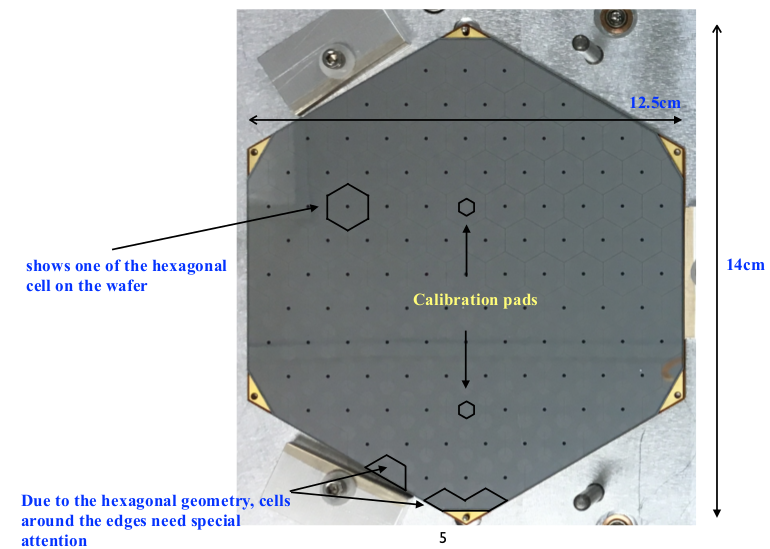 12.5cm
shows one of the hexagonal
cell on the wafer
14cm
Calibration pads
Due to the hexagonal geometry, cells
around the edges need special
attention
5